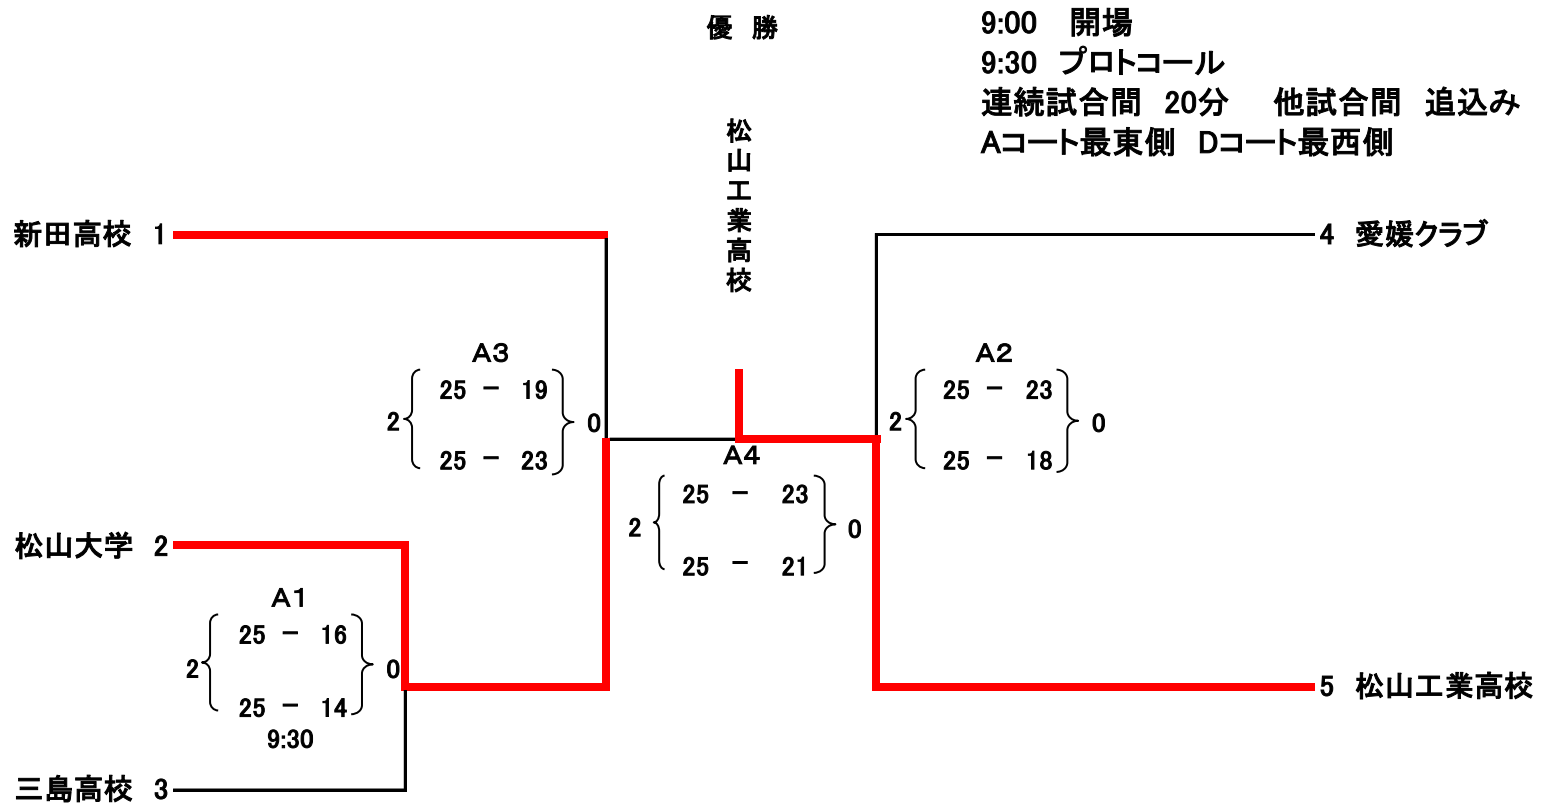 優 勝
9:00 開場
9:30 プロトコール
連続試合間 20分 他試合間 追込み
Aコート最東側 Dコート最西側
松山工業高校
新田高校 1
4 愛媛クラブ
A3
25 － 19
2 0
25 － 23
A2
25 － 23
2 0
25 － 18
A4
25 － 23
2 0
25 － 21
松山大学 2
A1
25 － 16
2 0
25 － 14
9:30
5 松山工業高校
三島高校 3